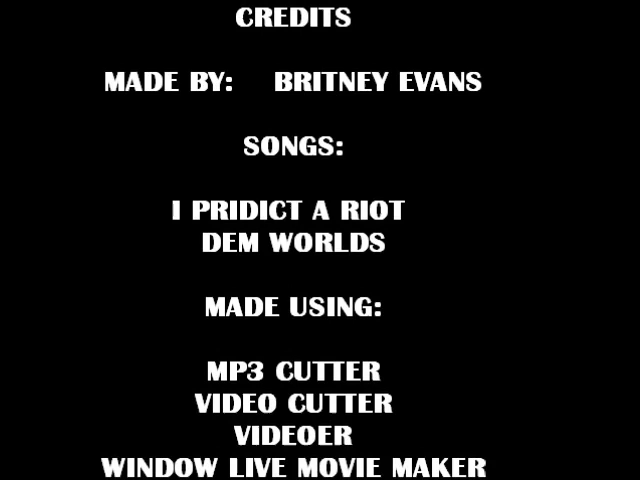 CREDITS
MADE BY: BRITNEY EVANS
SONGS:
I PRIDICT A RIOT
DEM WORLDS
MADE USING:
MP3 CUTTER
VIDEO CUTTER
VIDEOER
WINDOW LIVE MOVIE MAKER